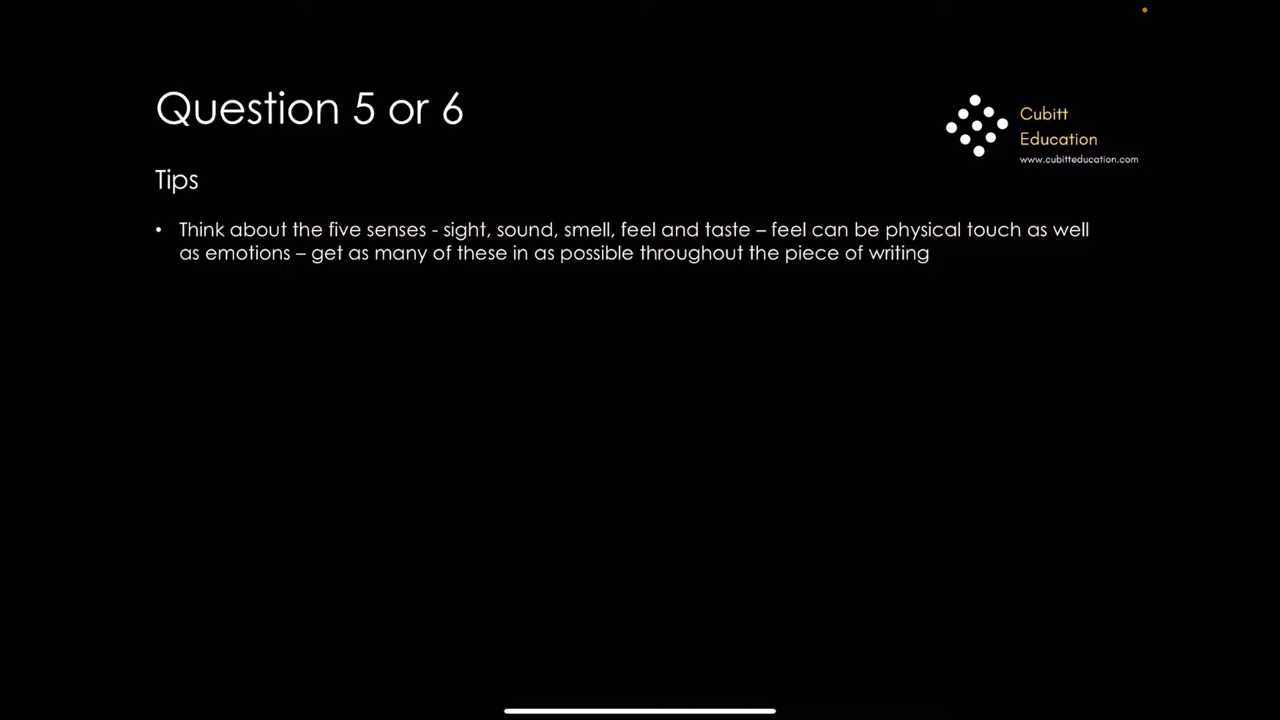 Question 5 or 6
Cubitt
Education
www.cubitteducation.com
Tips
• Think about the five senses - sight, sound, smell, feel and taste – feel can be physical touch as well
as emotions – get as many of these in as possible throughout the piece of writing